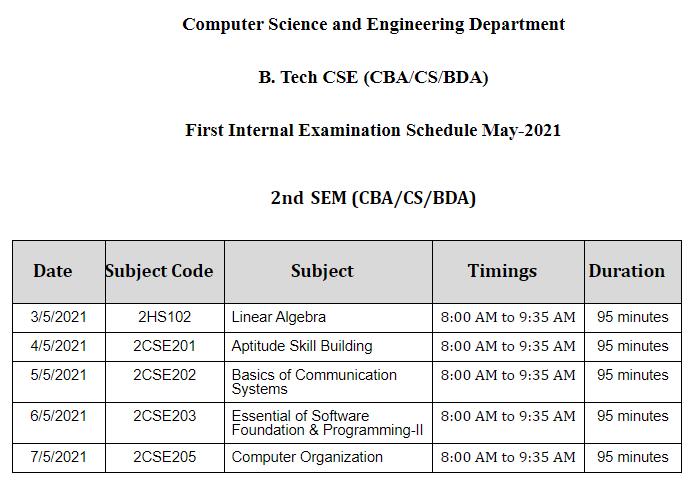 Computer Science and Engineering Department
B. Tech CSE (CBA/CS/BDA)
First Internal Examination Schedule May-2021
2nd SEM (CBA/CS/BDA)
Date Subject Code Subject Timings Duration
3/5/2021 2HS102 Linear Algebra 8:00 AM to 9:35 AM 95 minutes
4/5/2021 2CSE201 Aptitude Skill Building 8:00 AM to 9:35 AM 95 minutes
5/5/2021 2CSE202 Basics of Communication 8:00 AM to 9:35 AM 95 minutes
Systems
6/5/2021 2CSE203 Essential of Software 8:00 AM to 9:35 AM 95 minutes
Foundation & Programming-II
7/5/2021 2CSE205 Computer Organization 8:00 AM to 9:35 AM 95 minutes